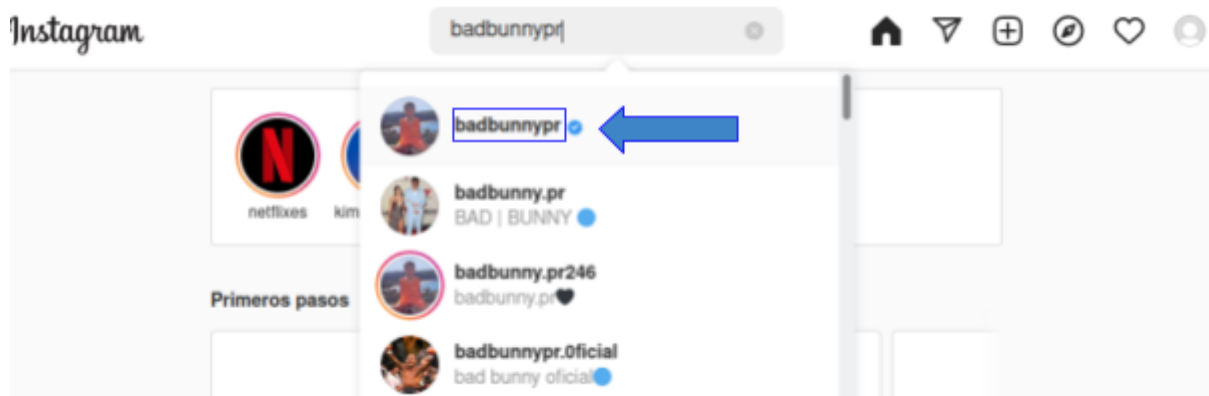 Instagram
badbunnypr
badbunnypr
netflixes
kim
badbunny.pr
BAD | BUNNY
badbunny.pr246
badbunny.pr🖤
Primeros pasos
badbunnypr.0ficial
bad bunny oficial